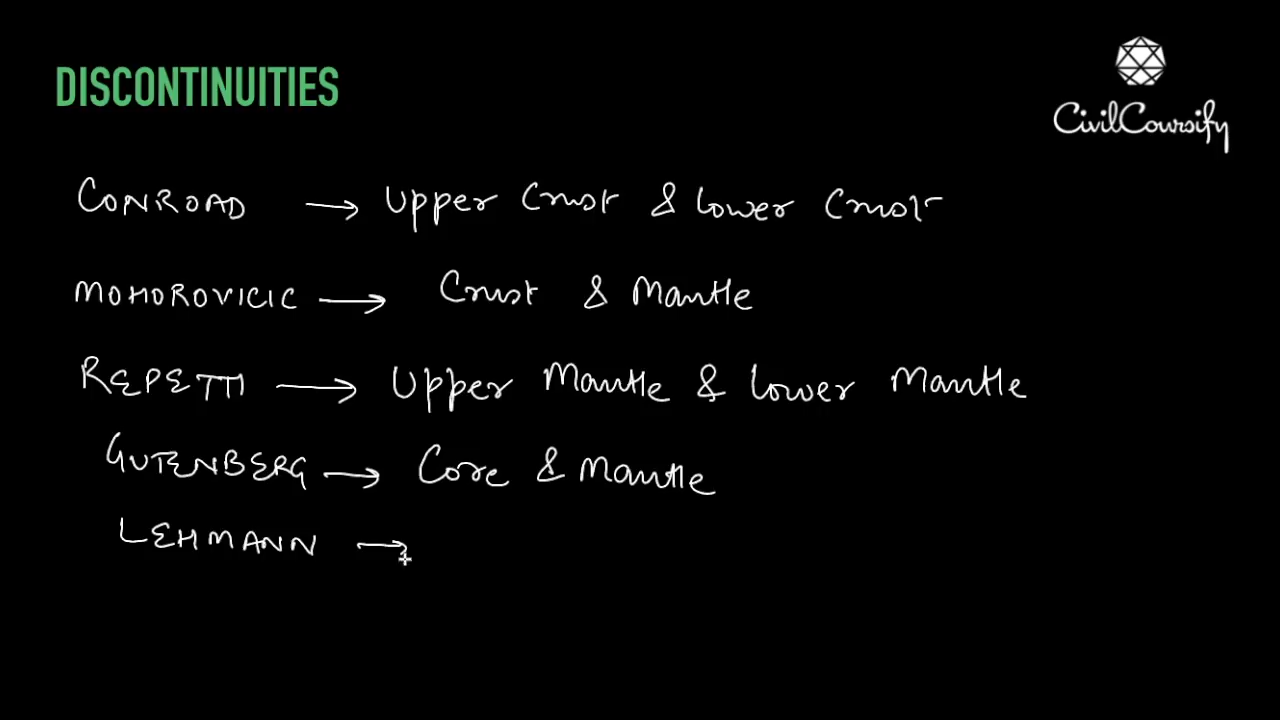 DISCONTINUITIES
CivilCoursify
CONROAD → Upper Crust & Lower Crust
MOHOROVICIC → Crust & Mantle
REPETTI → Upper Mantle & Lower Mantle
GUTENBERG → Core & Mantle
LEHMANN →